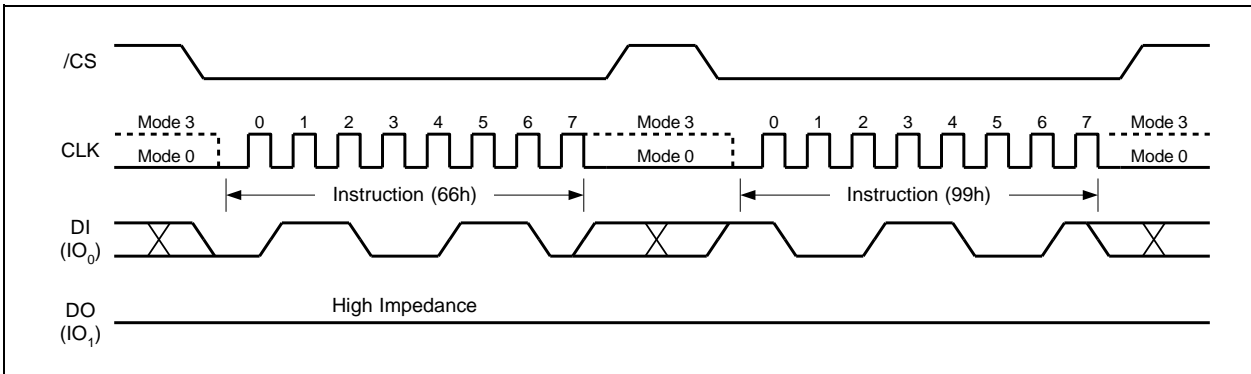 /CS
Mode 3 0 1 2 3 4 5 6 7 Mode 3 0 1 2 3 4 5 6 7 Mode 3
CLK
Mode 0 Mode 0 Mode 0
Instruction (66h) Instruction (99h)
DI
(IO₀)
High Impedance
DO
(IO₁)